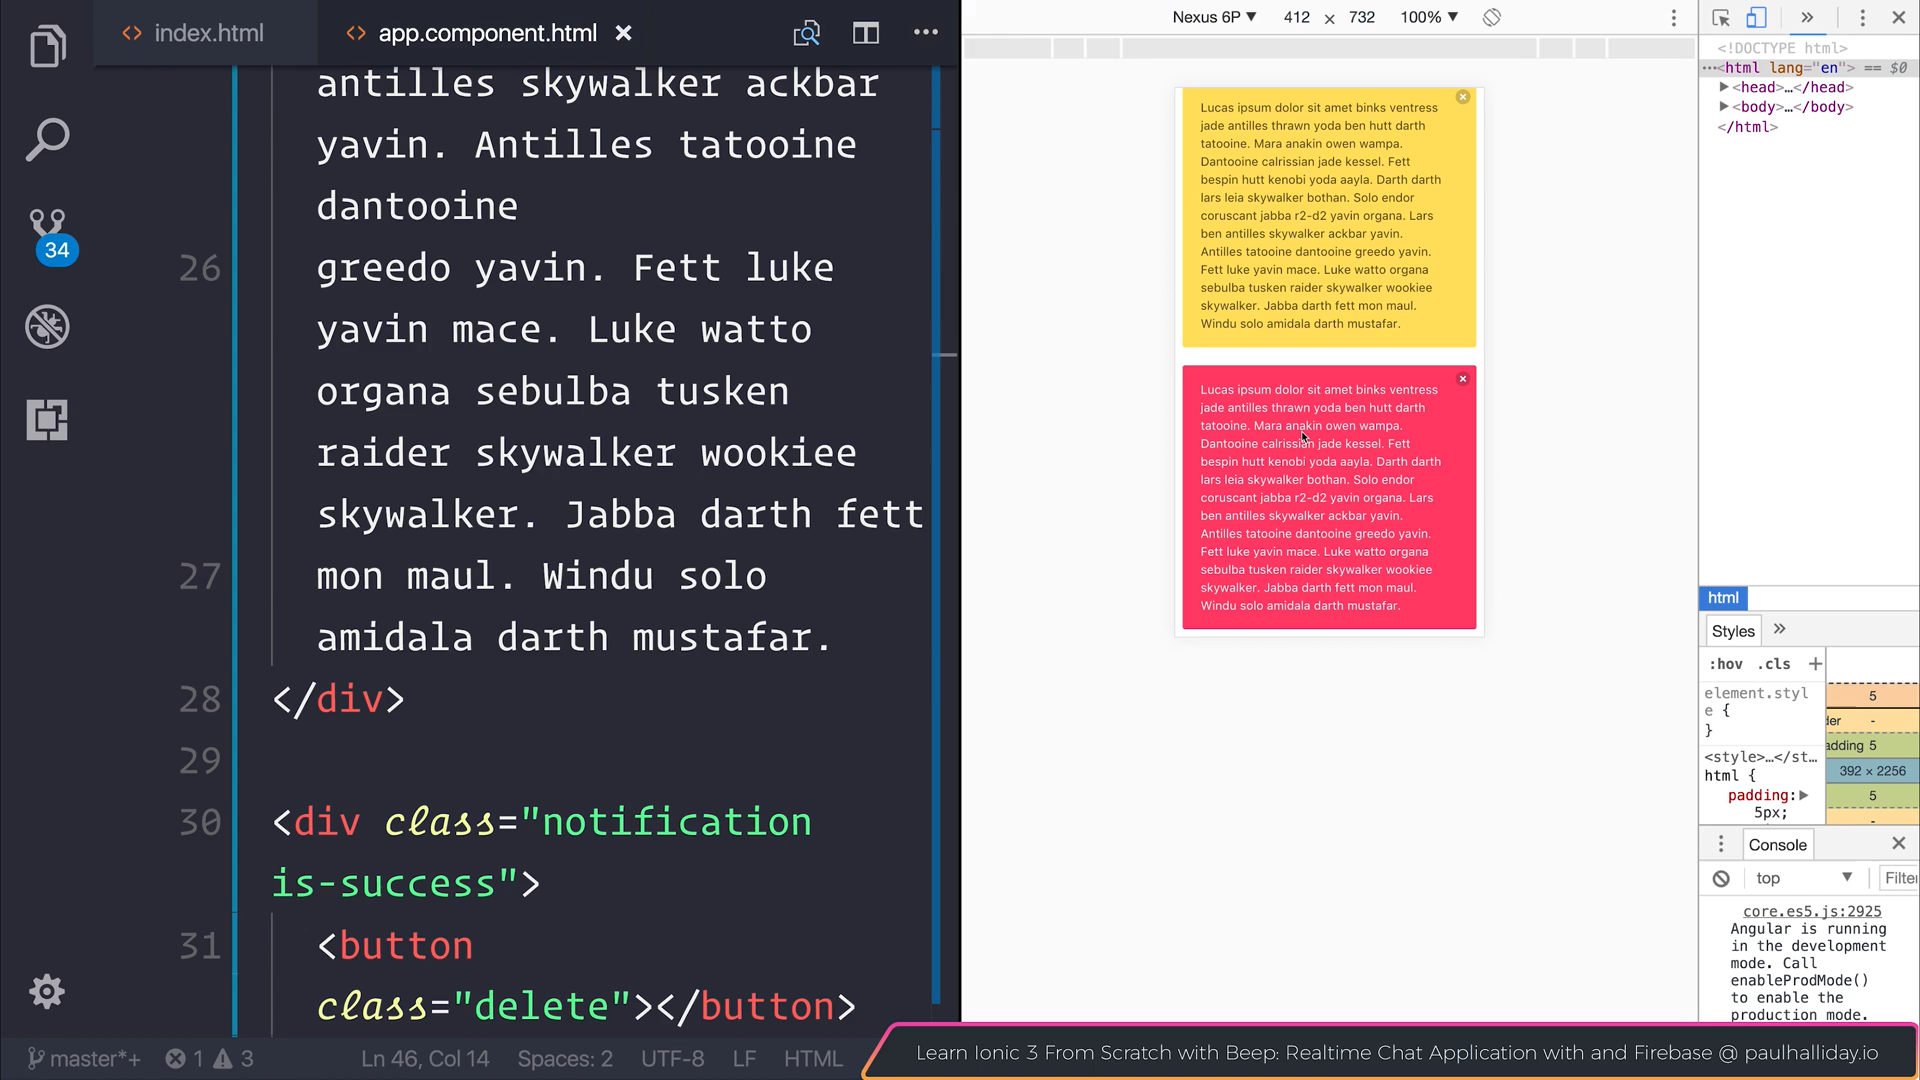 index.html
app.component.html
34
antilles skywalker ackbar
yavin. Antilles tatooine
dantooine
26
greedo yavin. Fett luke
yavin mace. Luke watto
organa sebulba tusken
raider skywalker wookiee
skywalker. Jabba darth fett
27
mon maul. Windu solo
amidala darth mustafar.
28
</div>
29
30
<div class="notification
is-success">
31
<button
class="delete"></button>
master*+
1
3
Ln 46, Col 14
Spaces: 2
UTF-8
LF
HTML
Nexus 6P ▼
412 × 732
100% ▼
Lucas ipsum dolor sit amet binks ventress
jade antilles thrawn yoda ben hutt darth
tatooine. Mara anakin owen wampa.
Dantooine calrissian jade kessel. Fett
bespin hutt kenobi yoda aayla. Darth darth
lars leia skywalker bothan. Solo endor
coruscant jabba r2-d2 yavin organa. Lars
ben antilles skywalker ackbar yavin.
Antilles tatooine dantooine greedo yavin.
Fett luke yavin mace. Luke watto organa
sebulba tusken raider skywalker wookiee
skywalker. Jabba darth fett mon maul.
Windu solo amidala darth mustafar.
Lucas ipsum dolor sit amet binks ventress
jade antilles thrawn yoda ben hutt darth
tatooine. Mara anakin owen wampa.
Dantooine calrissian jade kessel. Fett
bespin hutt kenobi yoda aayla. Darth darth
lars leia skywalker bothan. Solo endor
coruscant jabba r2-d2 yavin organa. Lars
ben antilles skywalker ackbar yavin.
Antilles tatooine dantooine greedo yavin.
Fett luke yavin mace. Luke watto organa
sebulba tusken raider skywalker wookiee
skywalker. Jabba darth fett mon maul.
Windu solo amidala darth mustafar.
<!DOCTYPE html>
…<html lang="en"> == $0
▶<head>…</head>
▶<body>…</body>
</html>
html
Styles
:hov .cls +
element.styl
e {
}
<style>…</st…
html {
padding:▶
5px;
5
der -
adding 5
392 × 2256
5
-
Console
top ▼
Filter
core.es5.js:2925
Angular is running
in the development
mode. Call
enableProdMode()
to enable the
production mode.
Learn Ionic 3 From Scratch with Beep: Realtime Chat Application with and Firebase @ paulhalliday.io